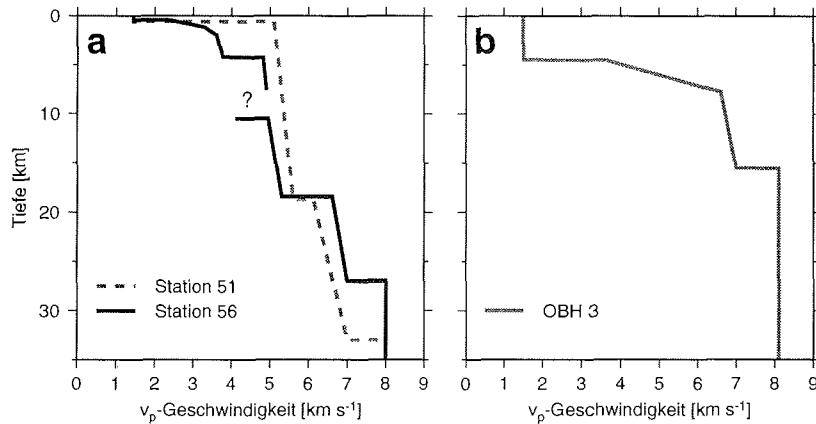 a
b
0
10
20
30
Tiefe [km]
?
Station 51
Station 56
OBH 3
0 1 2 3 4 5 6 7 8 9
0 1 2 3 4 5 6 7 8 9
vₚ-Geschwindigkeit [km s⁻¹]
vₚ-Geschwindigkeit [km s⁻¹]